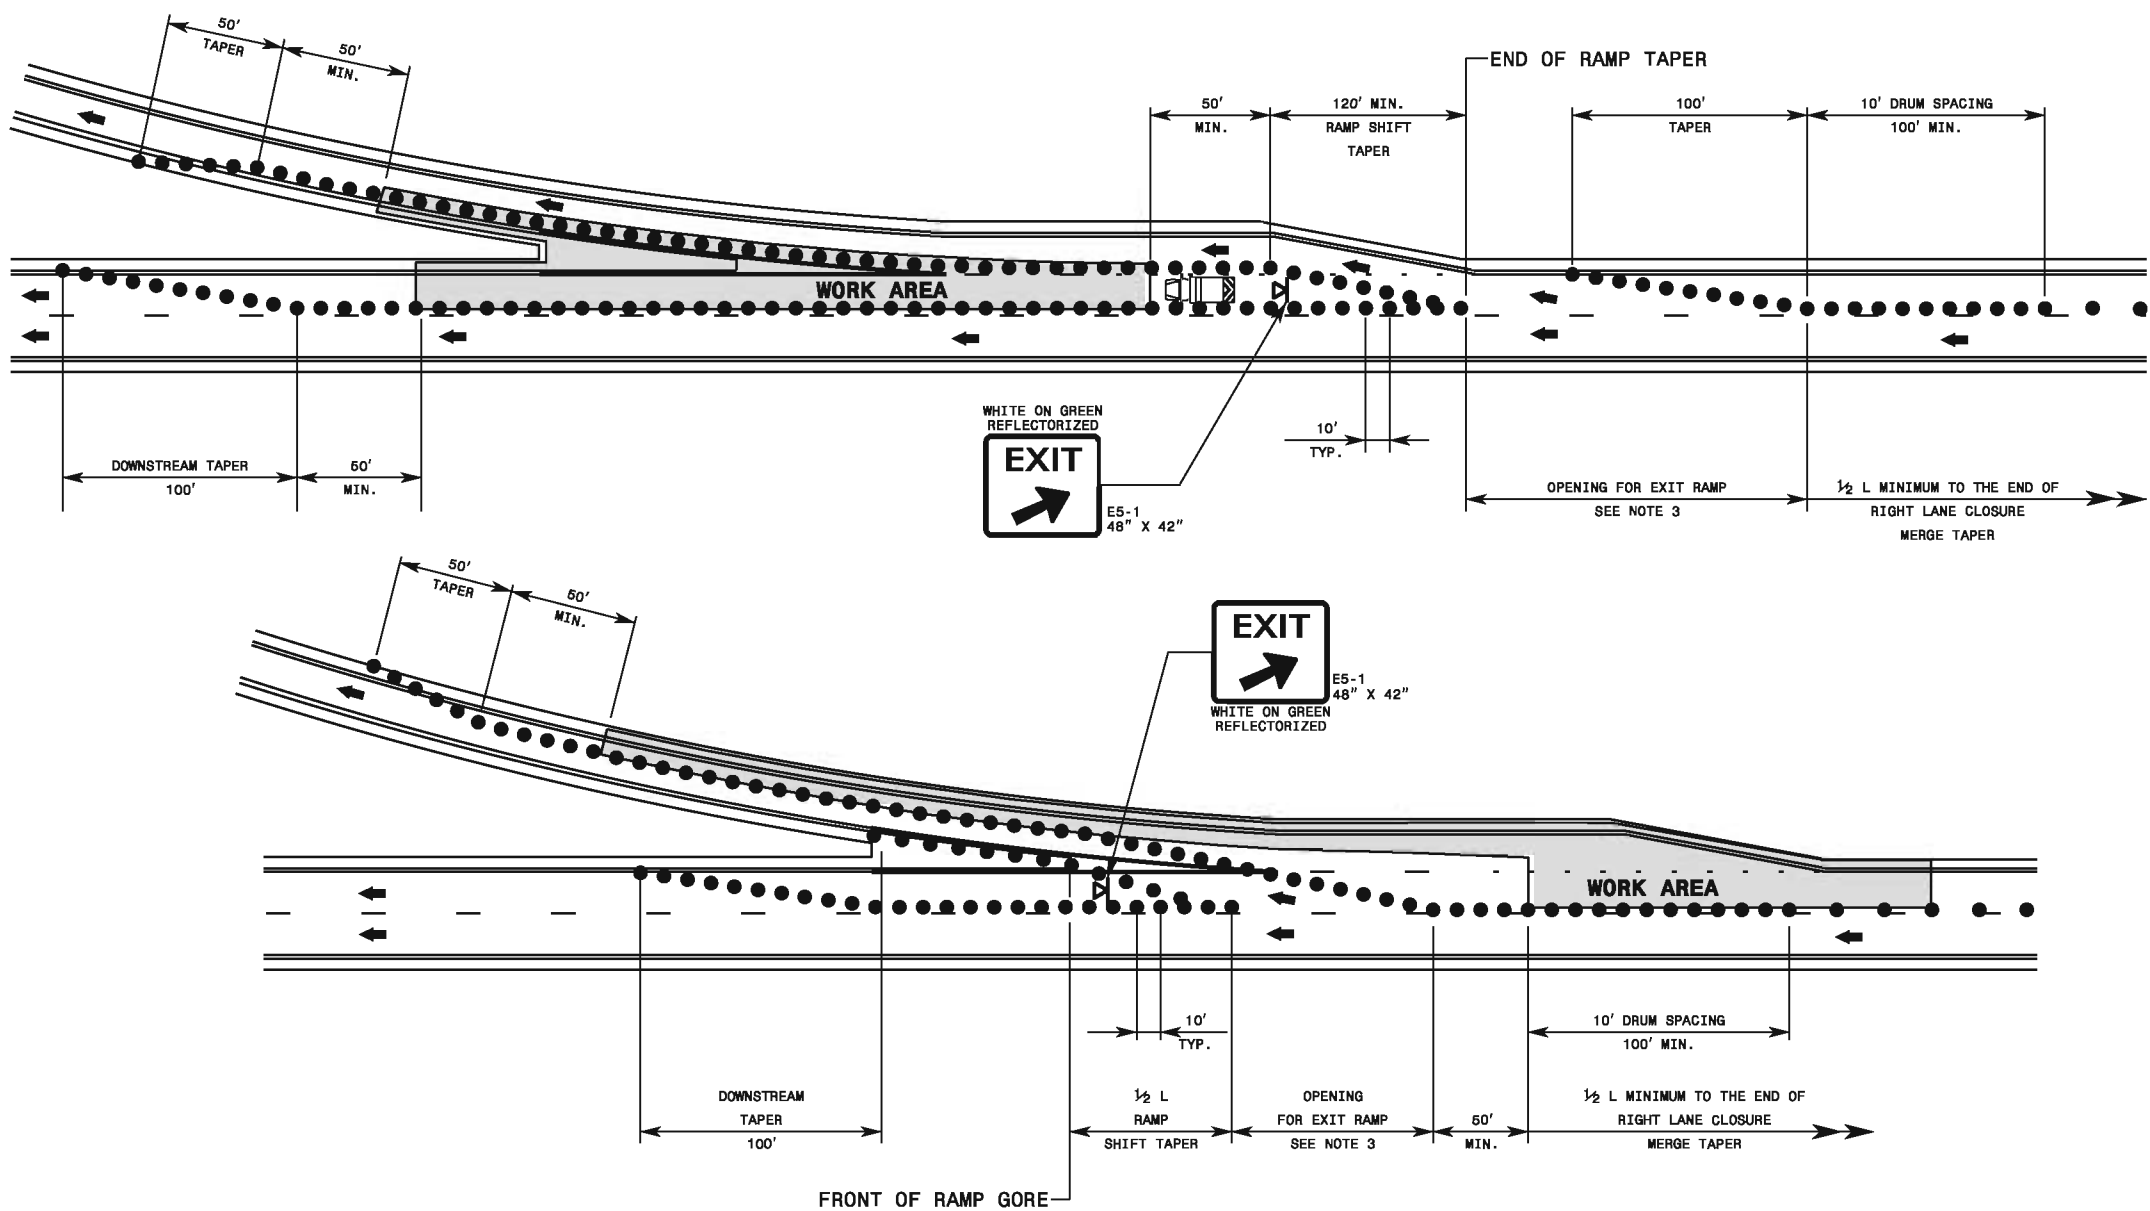 50'
TAPER
50'
MIN.
END OF RAMP TAPER
50'
MIN.
120' MIN.
RAMP SHIFT
TAPER
100'
TAPER
10' DRUM SPACING
100' MIN.
WORK AREA
WHITE ON GREEN
REFLECTORIZED
EXIT
E5-1
48" X 42"
10'
TYP.
DOWNSTREAM TAPER
100'
50'
MIN.
OPENING FOR EXIT RAMP
SEE NOTE 3
½ L MINIMUM TO THE END OF
RIGHT LANE CLOSURE
MERGE TAPER
50'
TAPER
50'
MIN.
EXIT
E5-1
48" X 42"
WHITE ON GREEN
REFLECTORIZED
WORK AREA
10'
TYP.
10' DRUM SPACING
100' MIN.
DOWNSTREAM
TAPER
100'
½ L
RAMP
SHIFT TAPER
OPENING
FOR EXIT RAMP
SEE NOTE 3
50'
MIN.
½ L MINIMUM TO THE END OF
RIGHT LANE CLOSURE
MERGE TAPER
FRONT OF RAMP GORE